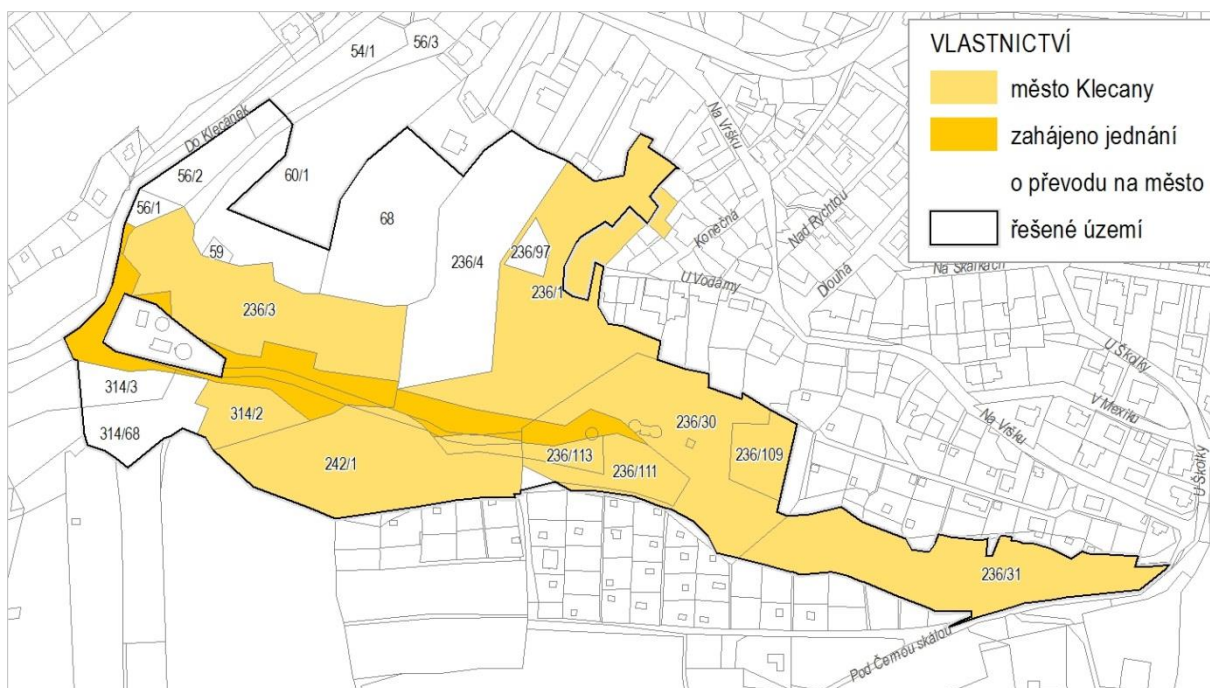 VLASTNICTVÍ
město Klecany
zahájeno jednání
o převodu na město
řešené území
56/3
54/1
Do Klecánek
Na Vršku
56/2
60/1
68
56/1
59
236/4
236/97
236/1
Konečná
Nad Rychtou
Dlouhá
Na Skalkách
U Vodárny
236/3
U Školky
V Mexiku
314/3
314/2
314/68
242/1
236/30
236/109
236/113
236/111
Na Vršku
U Školky
236/31
Pod Černou skálou